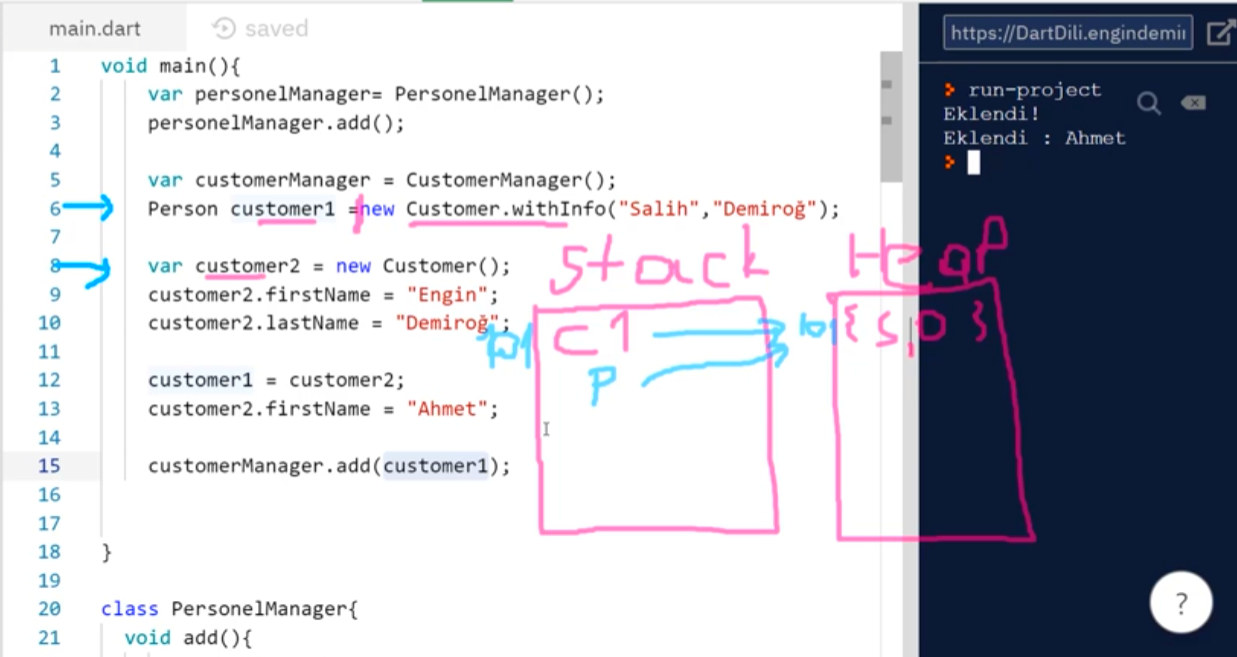 main.dart
saved
1 void main(){
2 var personelManager= PersonelManager();
3 personelManager.add();
4
5 var customerManager = CustomerManager();
6 Person customer1 =new Customer.withInfo("Salih","Demiroğ");
7
8 var customer2 = new Customer();
9 customer2.firstName = "Engin";
10 customer2.lastName = "Demiroğ";
11
12 customer1 = customer2;
13 customer2.firstName = "Ahmet";
14
15 customerManager.add(customer1);
16
17
18 }
19
20 class PersonelManager{
21 void add(){
Stack
C1
P
101
Heap
101 {S,D}
https://DartDili.engindemi
run-project
Eklendi!
Eklendi : Ahmet
?